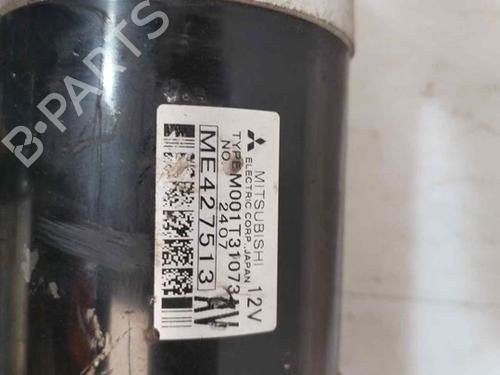 B-PARTS
MITSUBISHI 12V
ELECTRIC CORP., JAPAN
TYPE M001T31073
NO. 2407
ME427513